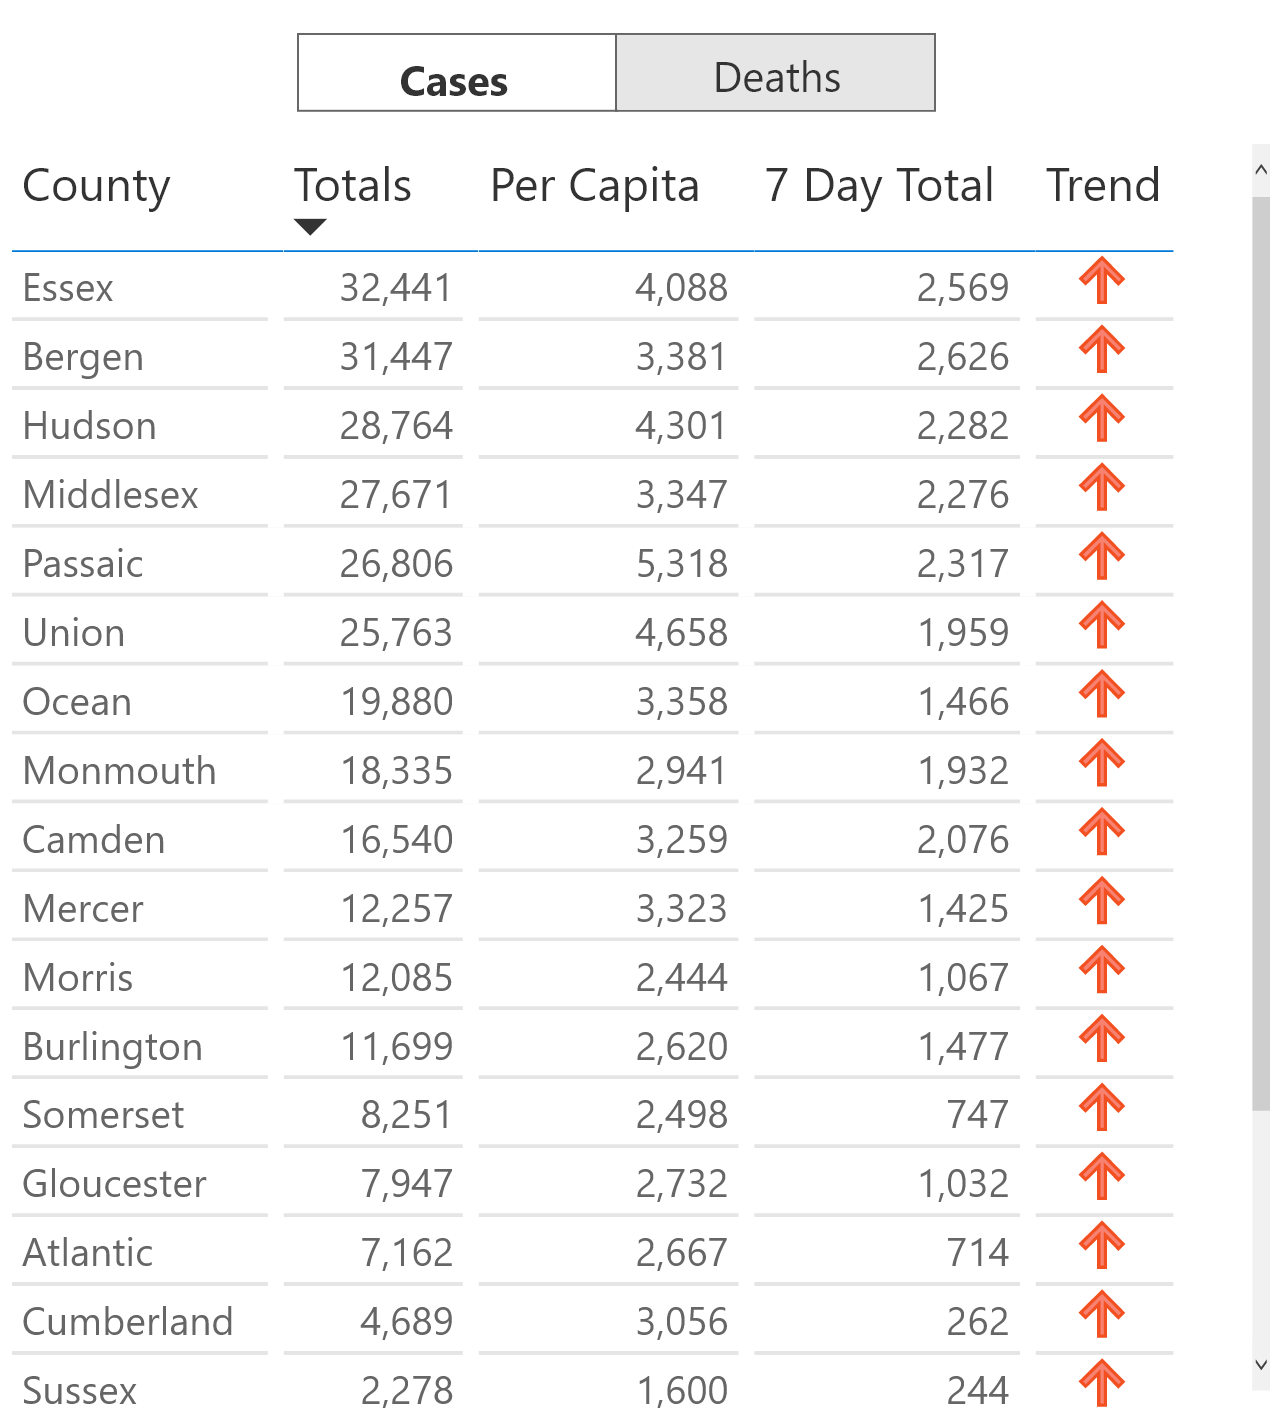 Cases Deaths
County Totals Per Capita 7 Day Total Trend
Essex 32,441 4,088 2,569
Bergen 31,447 3,381 2,626
Hudson 28,764 4,301 2,282
Middlesex 27,671 3,347 2,276
Passaic 26,806 5,318 2,317
Union 25,763 4,658 1,959
Ocean 19,880 3,358 1,466
Monmouth 18,335 2,941 1,932
Camden 16,540 3,259 2,076
Mercer 12,257 3,323 1,425
Morris 12,085 2,444 1,067
Burlington 11,699 2,620 1,477
Somerset 8,251 2,498 747
Gloucester 7,947 2,732 1,032
Atlantic 7,162 2,667 714
Cumberland 4,689 3,056 262
Sussex 2,278 1,600 244